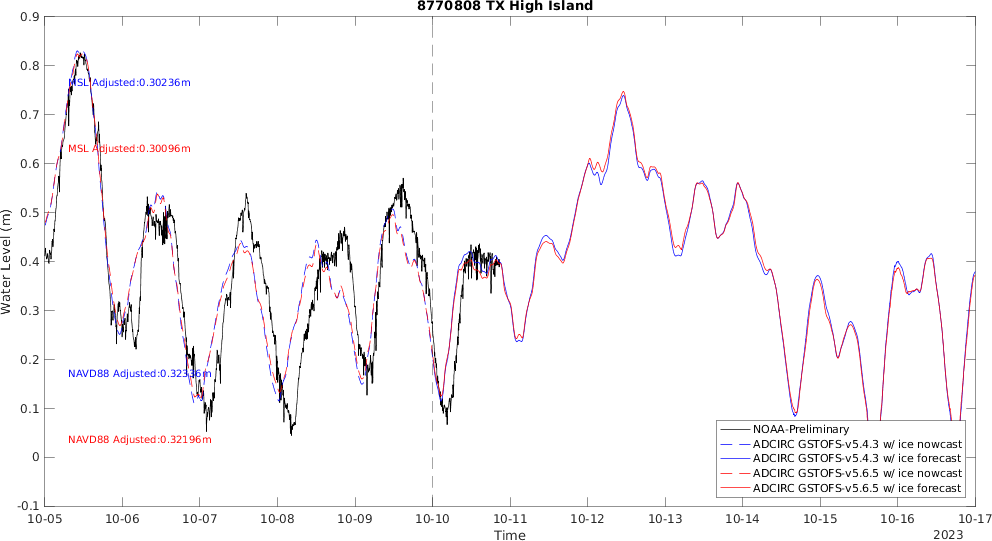 8770808 TX High Island
Water Level (m)
0.9
0.8
0.7
0.6
0.5
0.4
0.3
0.2
0.1
0
-0.1
MSL Adjusted:0.30236m
MSL Adjusted:0.30096m
NAVD88 Adjusted:0.32336m
NAVD88 Adjusted:0.32196m
NOAA-Preliminary
ADCIRC GSTOFS-v5.4.3 w/ ice nowcast
ADCIRC GSTOFS-v5.4.3 w/ ice forecast
ADCIRC GSTOFS-v5.6.5 w/ ice nowcast
ADCIRC GSTOFS-v5.6.5 w/ ice forecast
10-05 10-06 10-07 10-08 10-09 10-10 10-11 10-12 10-13 10-14 10-15 10-16 10-17
Time
2023